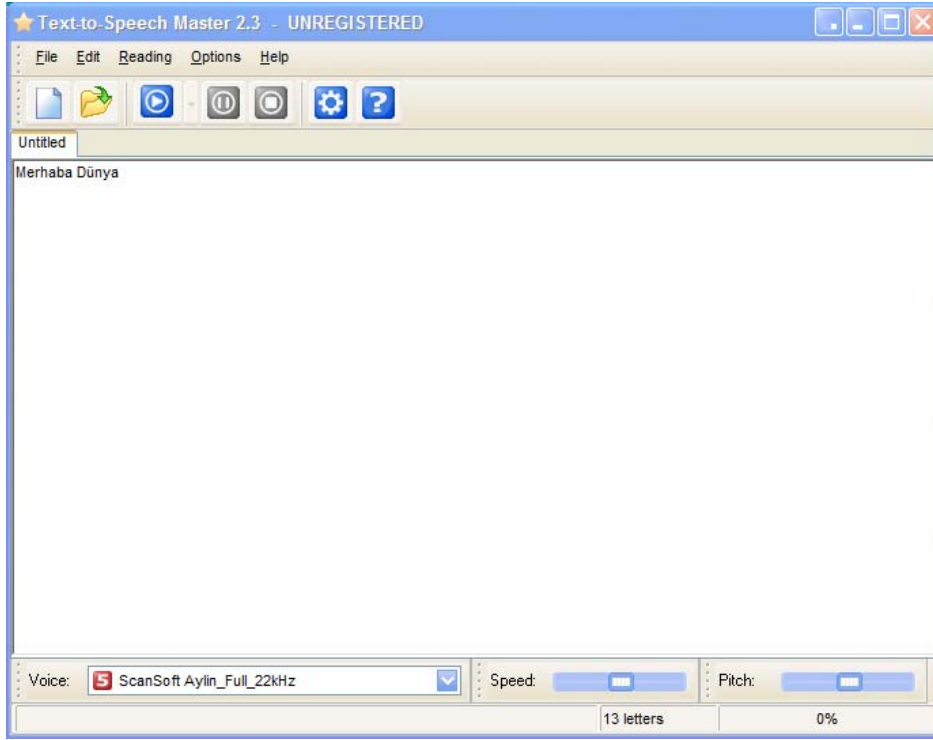 Text-to-Speech Master 2.3 - UNREGISTERED
File Edit Reading Options Help
Untitled
Merhaba Dünya
Voice: 5 ScanSoft Aylin_Full_22kHz Speed: Pitch:
13 letters 0%